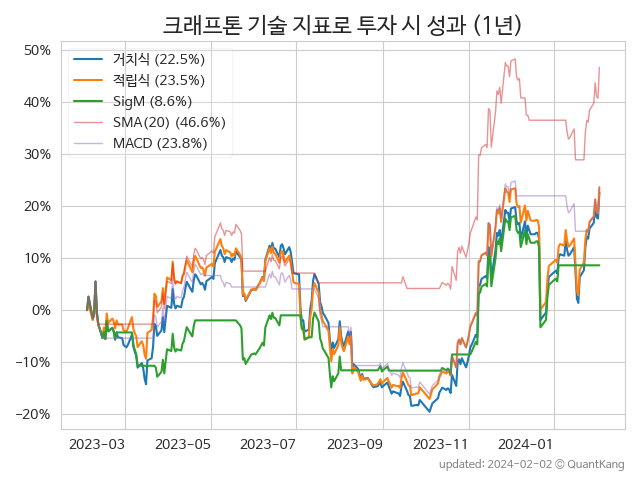 크래프톤 기술 지표로 투자 시 성과 (1년)
50%
40%
30%
20%
10%
0%
−10%
−20%
거치식 (22.5%)
적립식 (23.5%)
SigM (8.6%)
SMA(20) (46.6%)
MACD (23.8%)
2023−03 2023−05 2023−07 2023−09 2023−11 2024−01
updated: 2024-02-02 © QuantKang